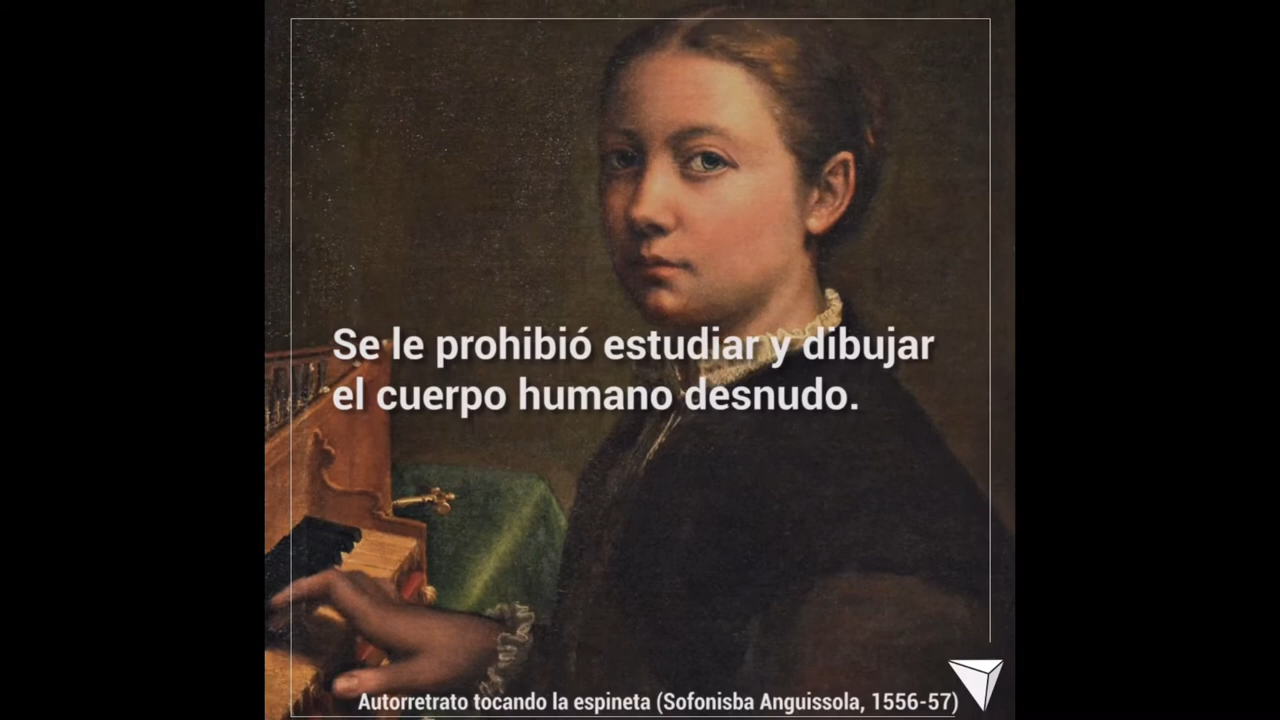 Se le prohibió estudiar y dibujar
el cuerpo humano desnudo.
Autorretrato tocando la espineta (Sofonisba Anguissola, 1556-57)